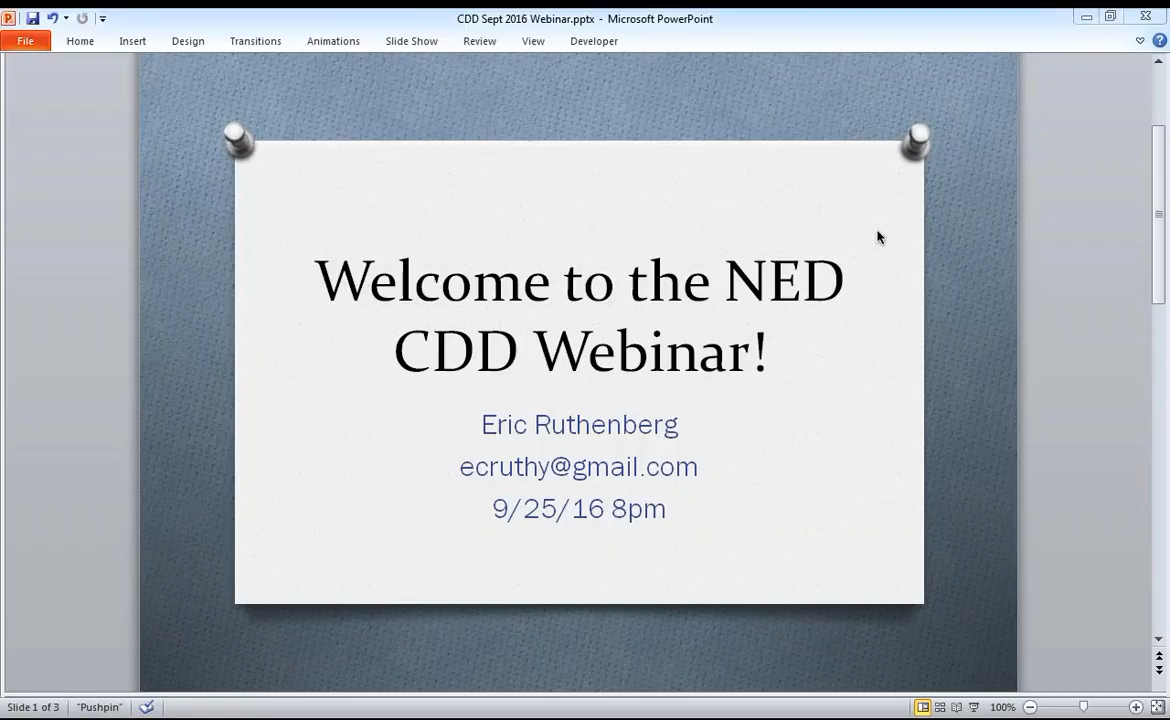 CDD Sept 2016 Webinar.pptx - Microsoft PowerPoint
File Home Insert Design Transitions Animations Slide Show Review View Developer
Welcome to the NED
CDD Webinar!
Eric Ruthenberg
ecruthy@gmail.com
9/25/16 8pm
Slide 1 of 3 "Pushpin" 100%